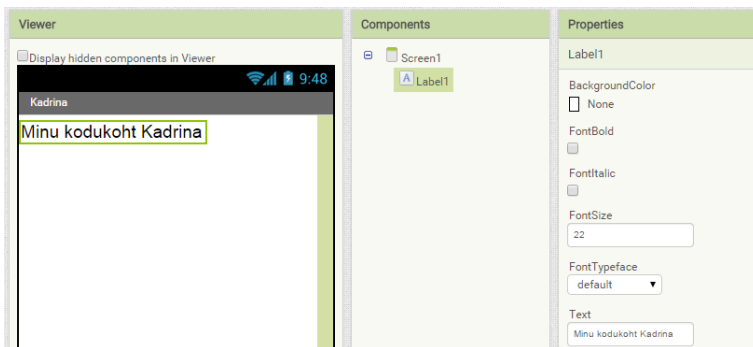 Viewer
Display hidden components in Viewer
9:48
Kadrina
Minu kodukoht Kadrina
Components
Screen1
A Label1
Properties
Label1
BackgroundColor
None
FontBold
FontItalic
FontSize
22
FontTypeface
default
Text
Minu kodukoht Kadrina